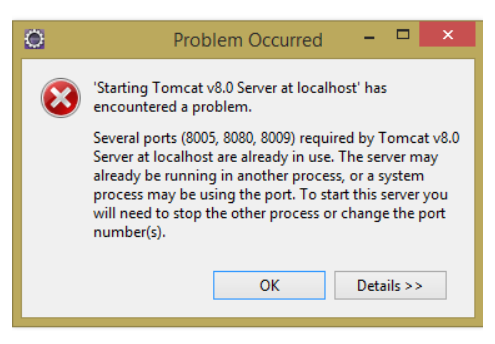 Problem Occurred
'Starting Tomcat v8.0 Server at localhost' has
encountered a problem.
Several ports (8005, 8080, 8009) required by Tomcat v8.0
Server at localhost are already in use. The server may
already be running in another process, or a system
process may be using the port. To start this server you
will need to stop the other process or change the port
number(s).
OK
Details >>